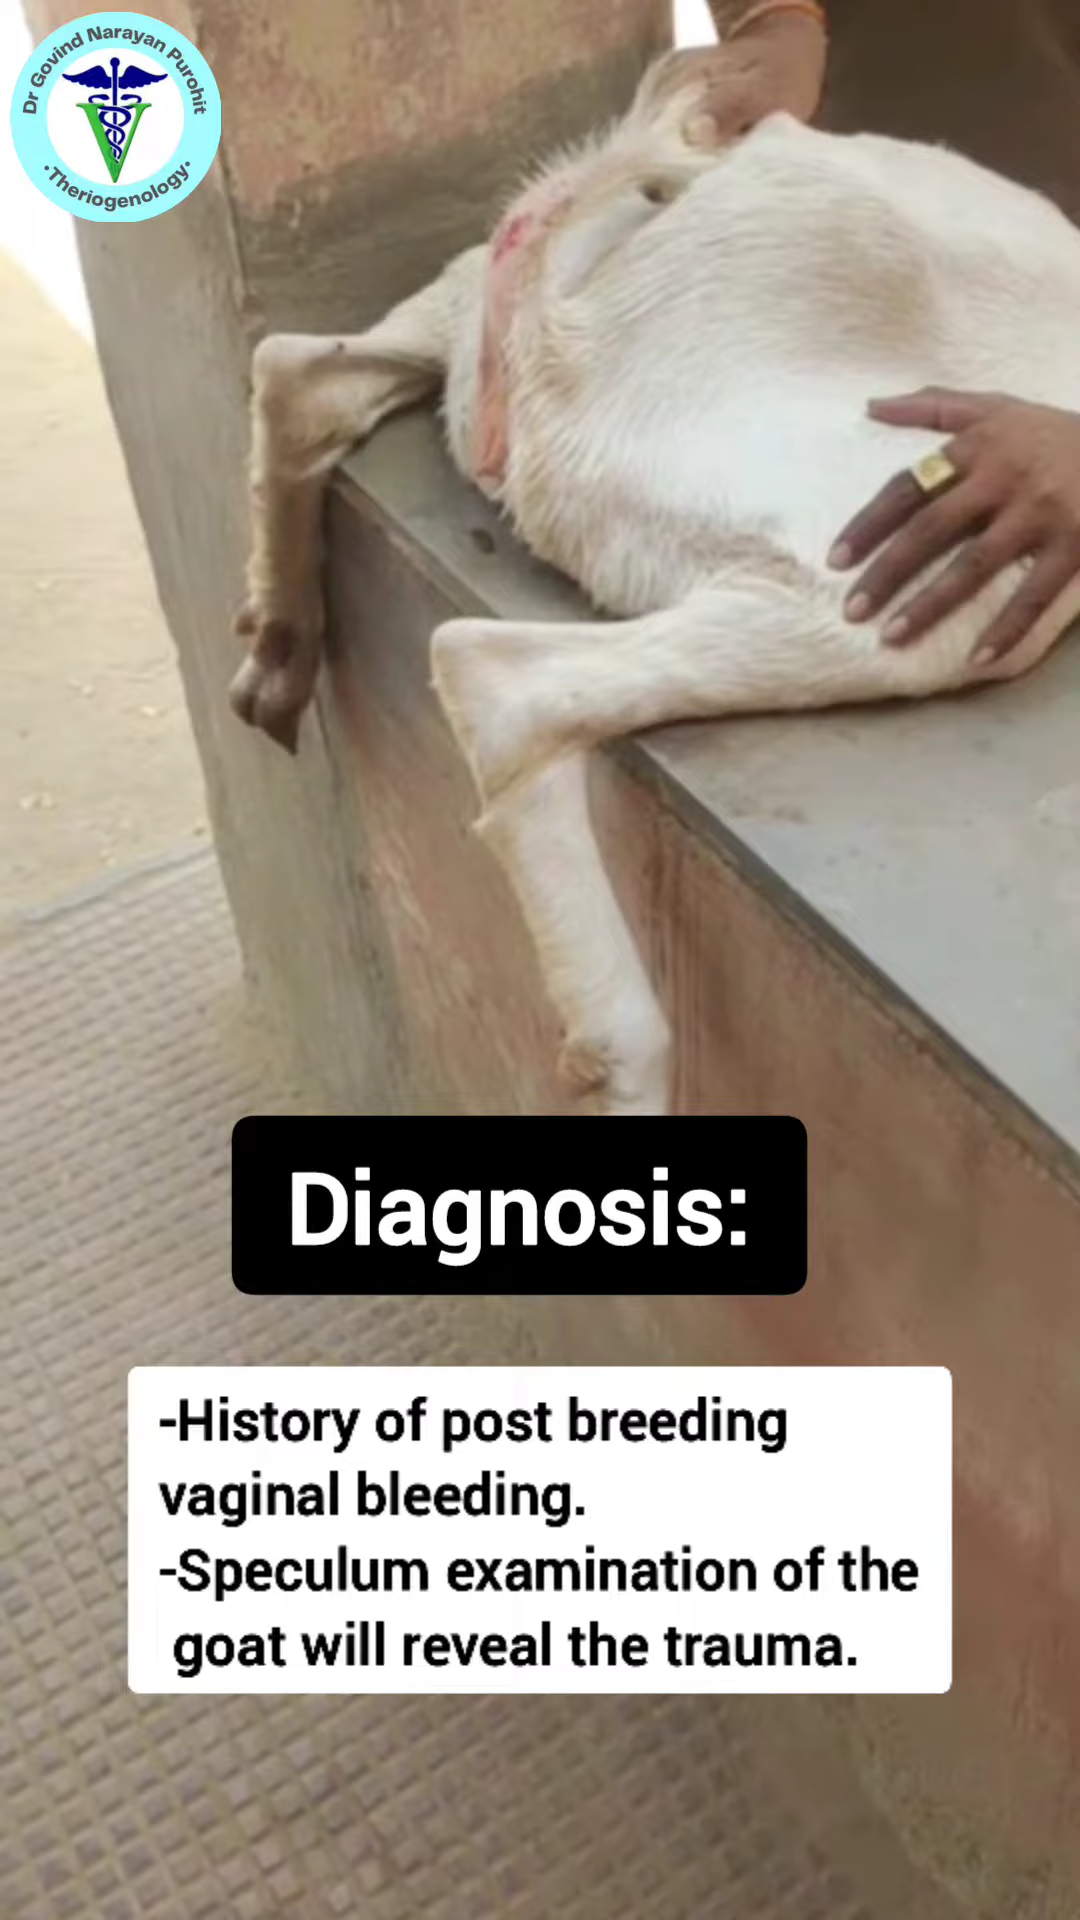 Dr Govind Narayan Purohit
·Theriogenology·
Diagnosis:
-History of post breeding
vaginal bleeding.
-Speculum examination of the
goat will reveal the trauma.